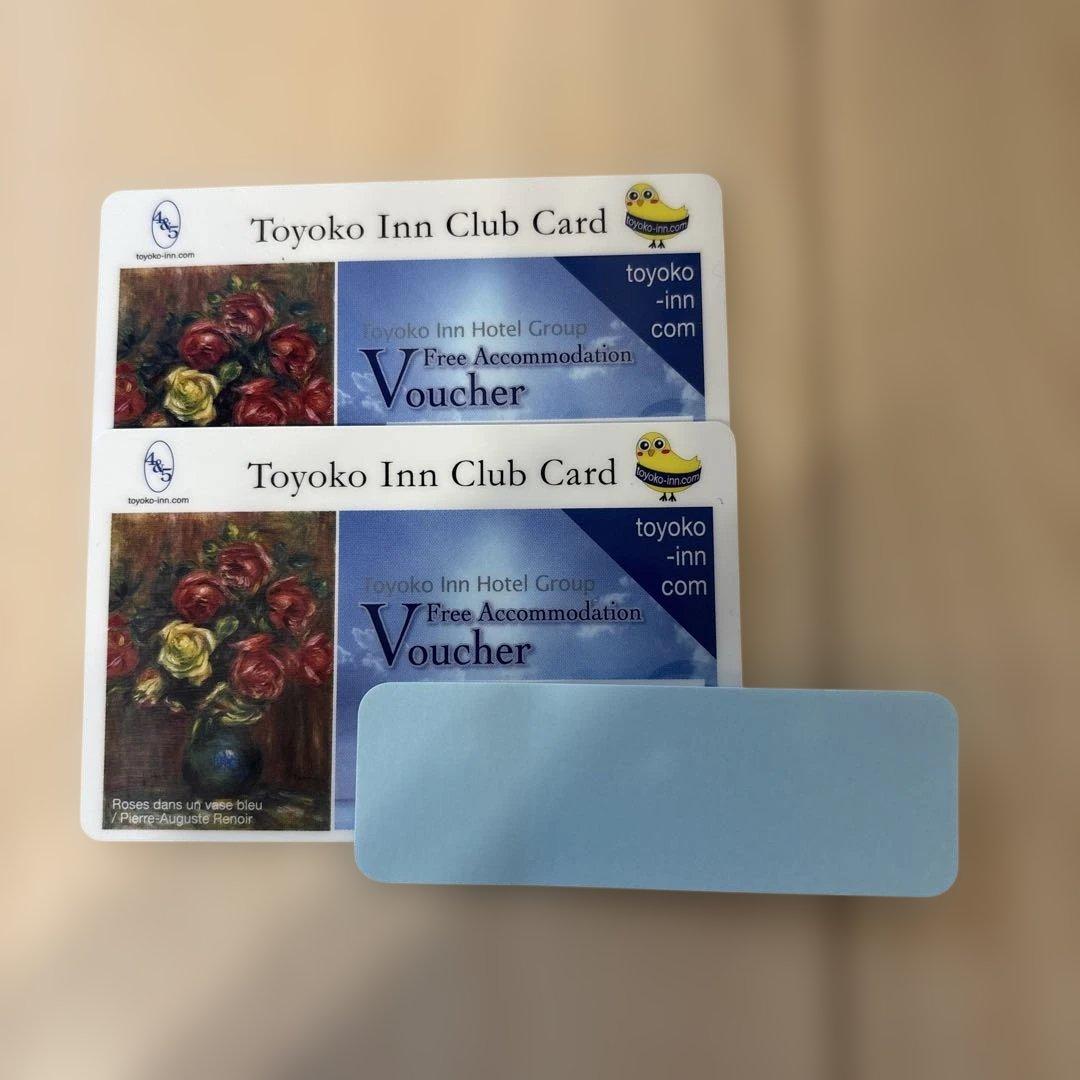 4&5
toyoko-inn.com
Toyoko Inn Club Card
toyoko-inn.com
toyoko
-inn
com
Toyoko Inn Hotel Group
Free Accommodation
Voucher
4&5
toyoko-inn.com
Toyoko Inn Club Card
toyoko-inn.com
toyoko
-inn
com
Toyoko Inn Hotel Group
Free Accommodation
Voucher
Roses dans un vase bleu
/ Pierre-Auguste Renoir